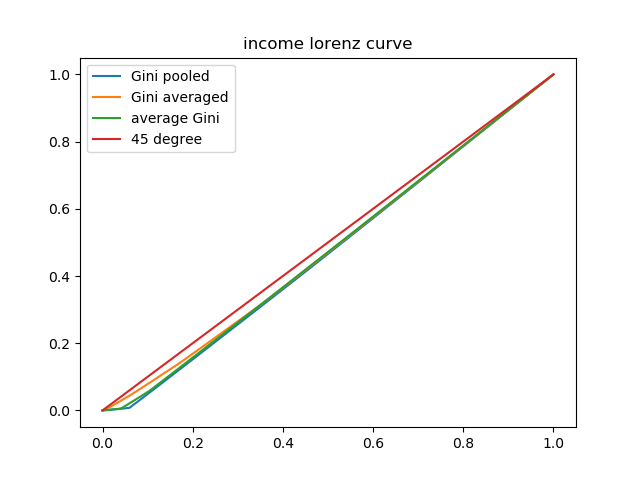 income lorenz curve
Gini pooled
Gini averaged
average Gini
45 degree
1.0
0.8
0.6
0.4
0.2
0.0
0.0 0.2 0.4 0.6 0.8 1.0